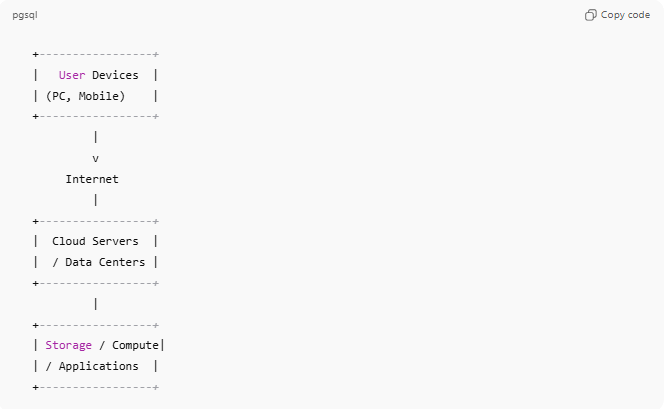 pgsql Copy code
+-----------------+
|   User Devices  |
| (PC, Mobile)    |
+-----------------+
         |
         v
     Internet
         |
+-----------------+
|  Cloud Servers  |
|  / Data Centers |
+-----------------+
         |
+-----------------+
| Storage / Compute|
| / Applications  |
+-----------------+